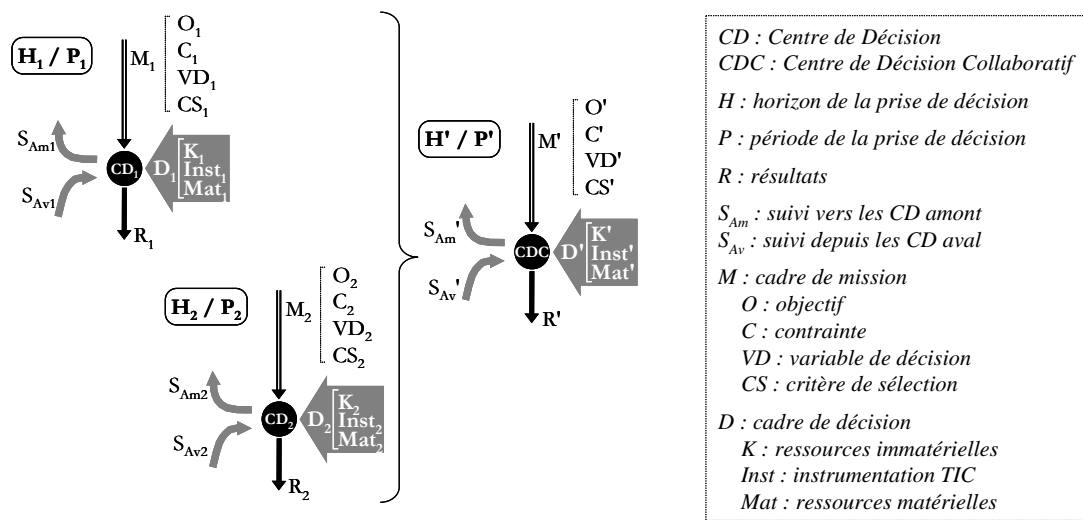 H₁ / P₁
M₁
O₁
C₁
VD₁
CS₁
S_Am1
S_Av1
CD₁
D₁
K₁
Inst₁
Mat₁
R₁
H₂ / P₂
M₂
O₂
C₂
VD₂
CS₂
S_Am2
S_Av2
CD₂
D₂
K₂
Inst₂
Mat₂
R₂
H' / P'
M'
O'
C'
VD'
CS'
S_Am'
S_Av'
CDC
D'
K'
Inst'
Mat'
R'
CD : Centre de Décision
CDC : Centre de Décision Collaboratif
H : horizon de la prise de décision
P : période de la prise de décision
R : résultats
S_Am : suivi vers les CD amont
S_Av : suivi depuis les CD aval
M : cadre de mission
O : objectif
C : contrainte
VD : variable de décision
CS : critère de sélection
D : cadre de décision
K : ressources immatérielles
Inst : instrumentation TIC
Mat : ressources matérielles